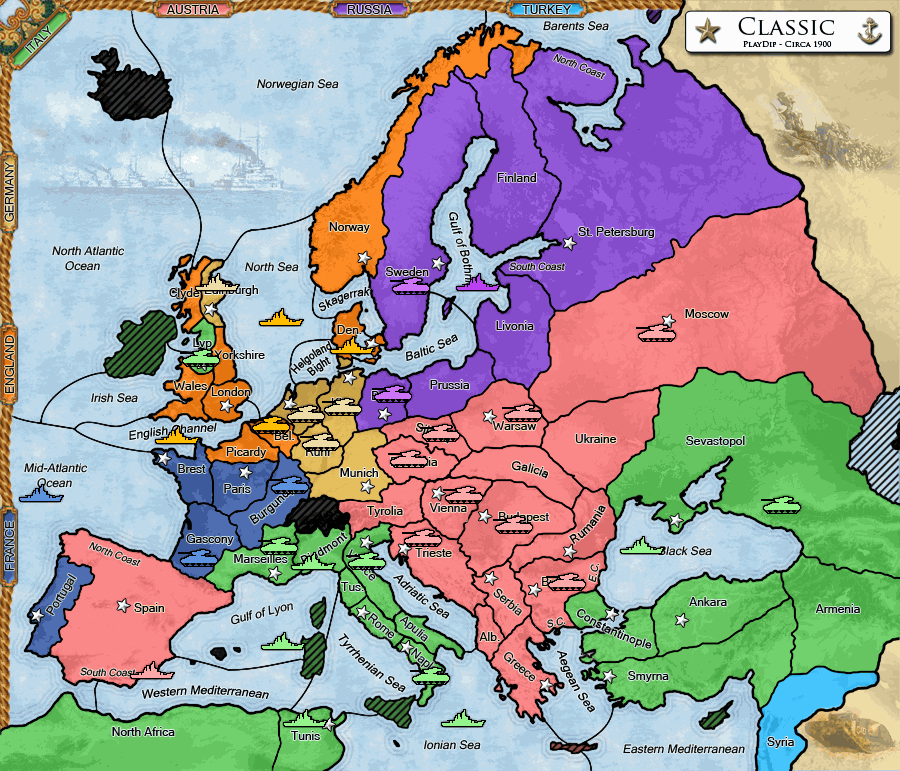 AUSTRIA
RUSSIA
TURKEY
ITALY
Barents Sea
CLASSIC
PLAYDIP - CIRCA 1900
North Coast
Norwegian Sea
GERMANY
Finland
Norway
St. Petersburg
Gulf of Bothn
North Atlantic
Ocean
North Sea
Sweden
South Coast
Clyde
Edinburgh
Skagerrak
Moscow
Livonia
Den.
Lvp
Yorkshire
Helgoland
Bight
Baltic Sea
ENGLAND
Wales
London
Prussia
Irish Sea
English Channel
Bel.
Warsaw
Ukraine
Sevastopol
Picardy
Ruhr
Galicia
Mid-Atlantic
Ocean
Brest
Paris
Munich
Burgundy
Tyrolia
Vienna
Budapest
Rumania
FRANCE
Gascony
Marseilles
Piedmont
Trieste
Black Sea
North Coast
Portugal
Spain
Tus.
Adriatic Sea
Serbia
E.C.
S.C.
Ankara
Armenia
Gulf of Lyon
Rome
Apulia
Constantinople
Alb.
South Coast
Western Mediterranean
Tyrrhenian Sea
Naples
Greece
Aegean Sea
Smyrna
North Africa
Tunis
Ionian Sea
Eastern Mediterranean
Syria